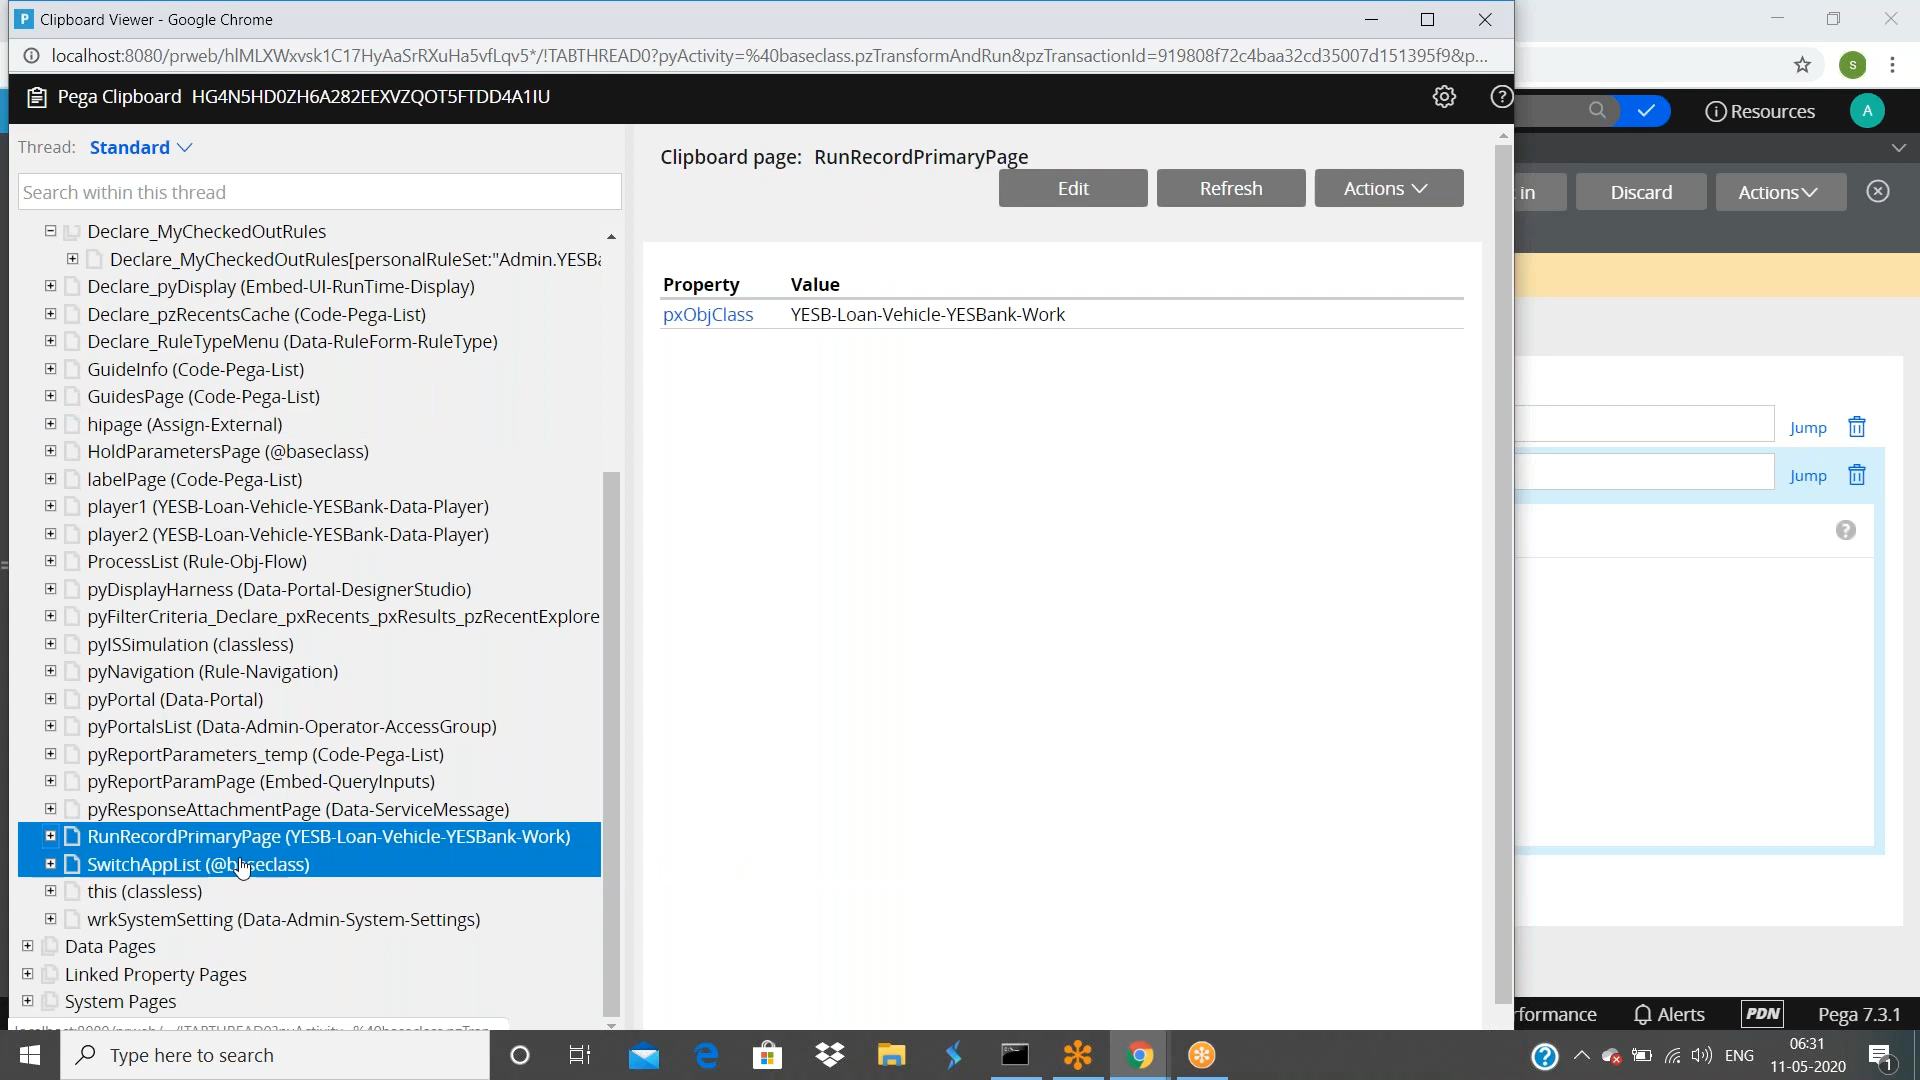 Clipboard Viewer - Google Chrome
localhost:8080/prweb/hlMLXWxvsk1C17HyAaSrRXuHa5vfLqv5*/!TABTHREAD0?pyActivity=%40baseclass.pzTransformAndRun&pzTransactionId=919808f72c4baa32cd35007d151395f9&p...
Pega Clipboard HG4N5HD0ZH6A282EEXVZQOT5FTDD4A1IU
Thread: Standard
Search within this thread
Declare_MyCheckedOutRules
Declare_MyCheckedOutRules[personalRuleSet:"Admin.YESBa
Declare_pyDisplay (Embed-UI-RunTime-Display)
Declare_pzRecentsCache (Code-Pega-List)
Declare_RuleTypeMenu (Data-RuleForm-RuleType)
GuideInfo (Code-Pega-List)
GuidesPage (Code-Pega-List)
hipage (Assign-External)
HoldParametersPage (@baseclass)
labelPage (Code-Pega-List)
player1 (YESB-Loan-Vehicle-YESBank-Data-Player)
player2 (YESB-Loan-Vehicle-YESBank-Data-Player)
ProcessList (Rule-Obj-Flow)
pyDisplayHarness (Data-Portal-DesignerStudio)
pyFilterCriteria_Declare_pxRecents_pxResults_pzRecentExplore
pyISSimulation (classless)
pyNavigation (Rule-Navigation)
pyPortal (Data-Portal)
pyPortalsList (Data-Admin-Operator-AccessGroup)
pyReportParameters_temp (Code-Pega-List)
pyReportParamPage (Embed-QueryInputs)
pyResponseAttachmentPage (Data-ServiceMessage)
RunRecordPrimaryPage (YESB-Loan-Vehicle-YESBank-Work)
SwitchAppList (@baseclass)
this (classless)
wrkSystemSetting (Data-Admin-System-Settings)
Data Pages
Linked Property Pages
System Pages
Clipboard page: RunRecordPrimaryPage
Edit Refresh Actions
Property Value
pxObjClass YESB-Loan-Vehicle-YESBank-Work
s
Resources A
in Discard Actions
Jump
Jump
?
rformance Alerts PDN Pega 7.3.1
Type here to search
ENG
06:31
11-05-2020
1